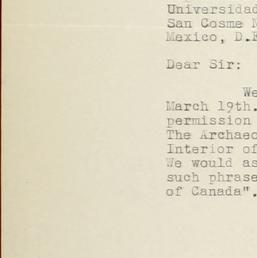 Universidad
San Cosme
Mexico, D.F
Dear Sir:
We
March 19th.
permission
The Archaeo
Interior of
We would as
such phrase
of Canada".